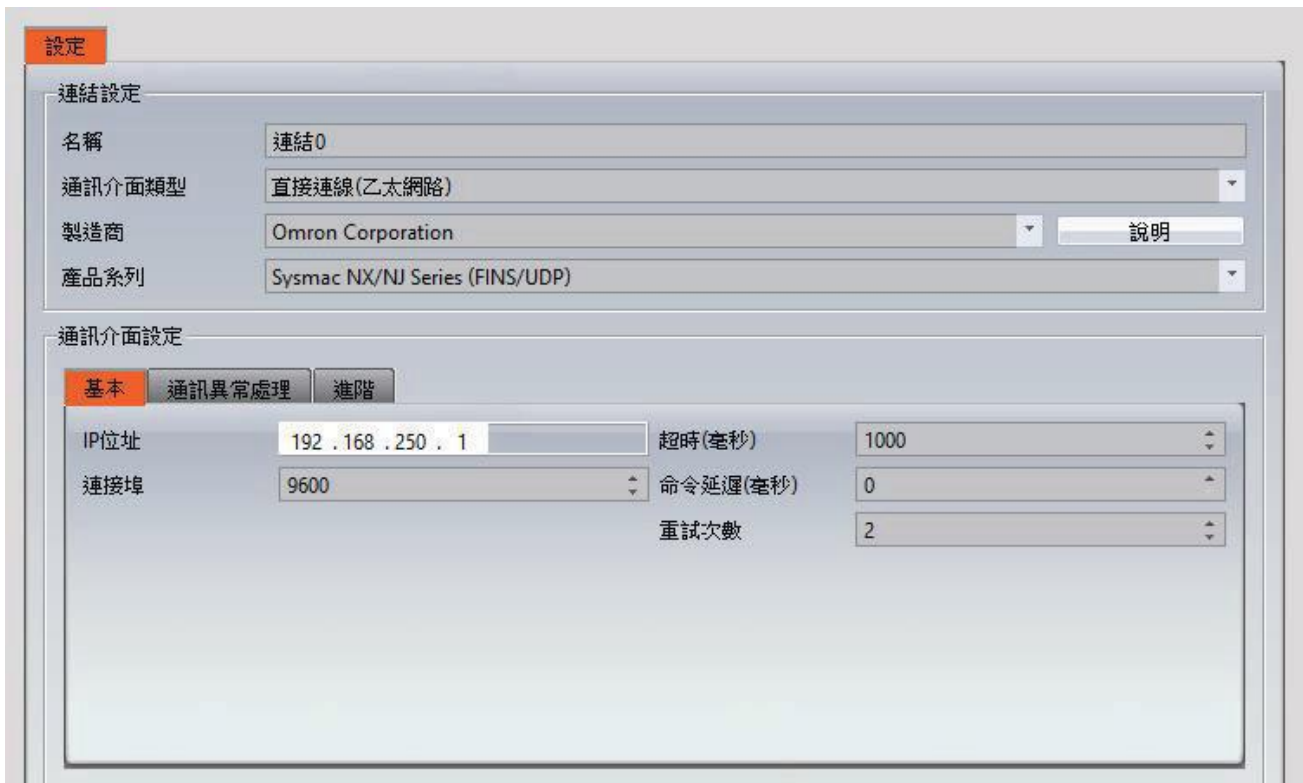 設定
連結設定
名稱 連結0
通訊介面類型 直接連線(乙太網路)
製造商 Omron Corporation 說明
產品系列 Sysmac NX/NJ Series (FINS/UDP)
通訊介面設定
基本 通訊異常處理 進階
IP位址 192 . 168 . 250 . 1 超時(毫秒) 1000
連接埠 9600 命令延遲(毫秒) 0
重試次數 2